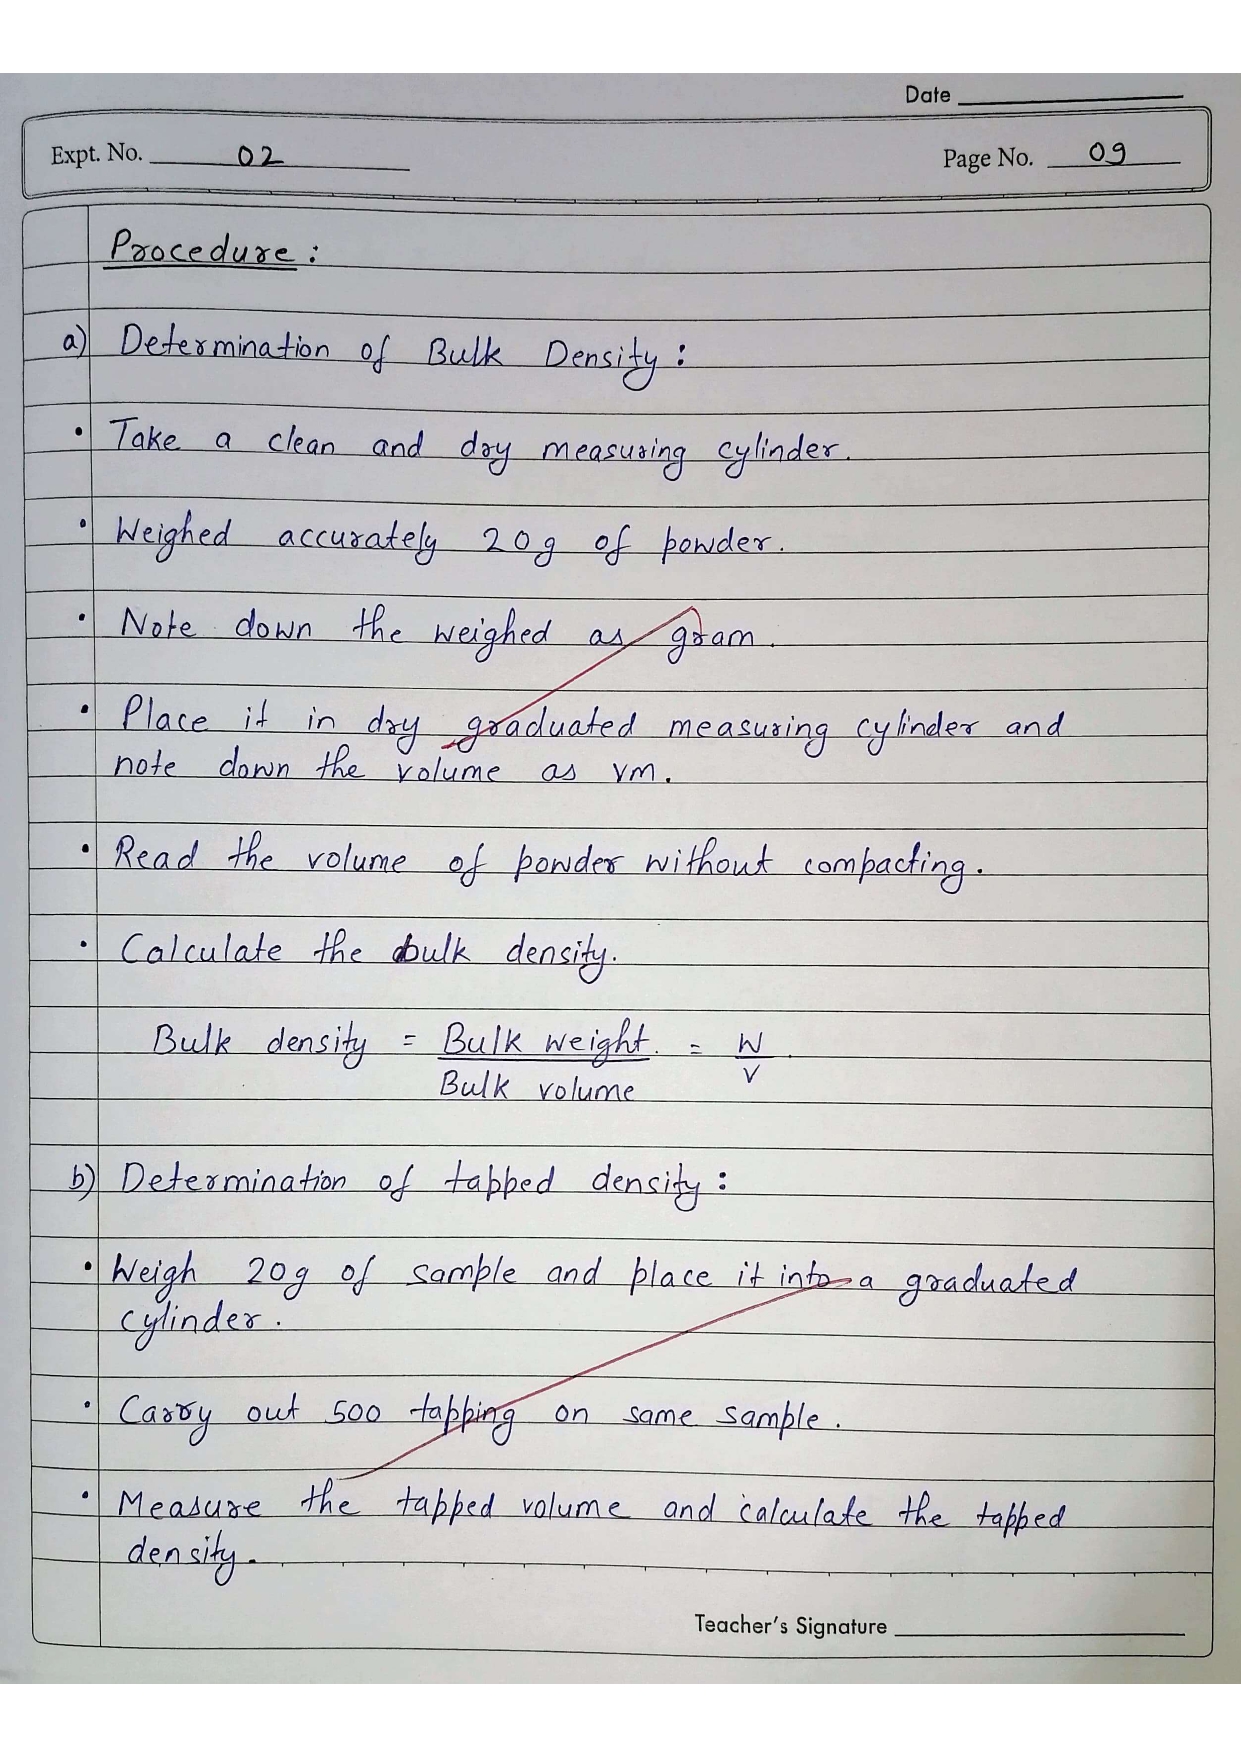 Date
Expt. No. 02
Page No. 09
Procedure :
a) Determination of Bulk Density :
• Take a clean and dry measuring cylinder.
• Weighed accurately 20g of powder.
• Note down the weighed as gram.
• Place it in dry graduated measuring cylinder and
note down the volume as vm.
• Read the volume of powder without compacting.
• Calculate the bulk density.
Bulk density = Bulk weight / Bulk volume = W / V
b) Determination of tapped density :
• Weigh 20g of sample and place it into a graduated
cylinder.
• Carry out 500 tapping on same sample.
• Measure the tapped volume and calculate the tapped
density.
Teacher's Signature